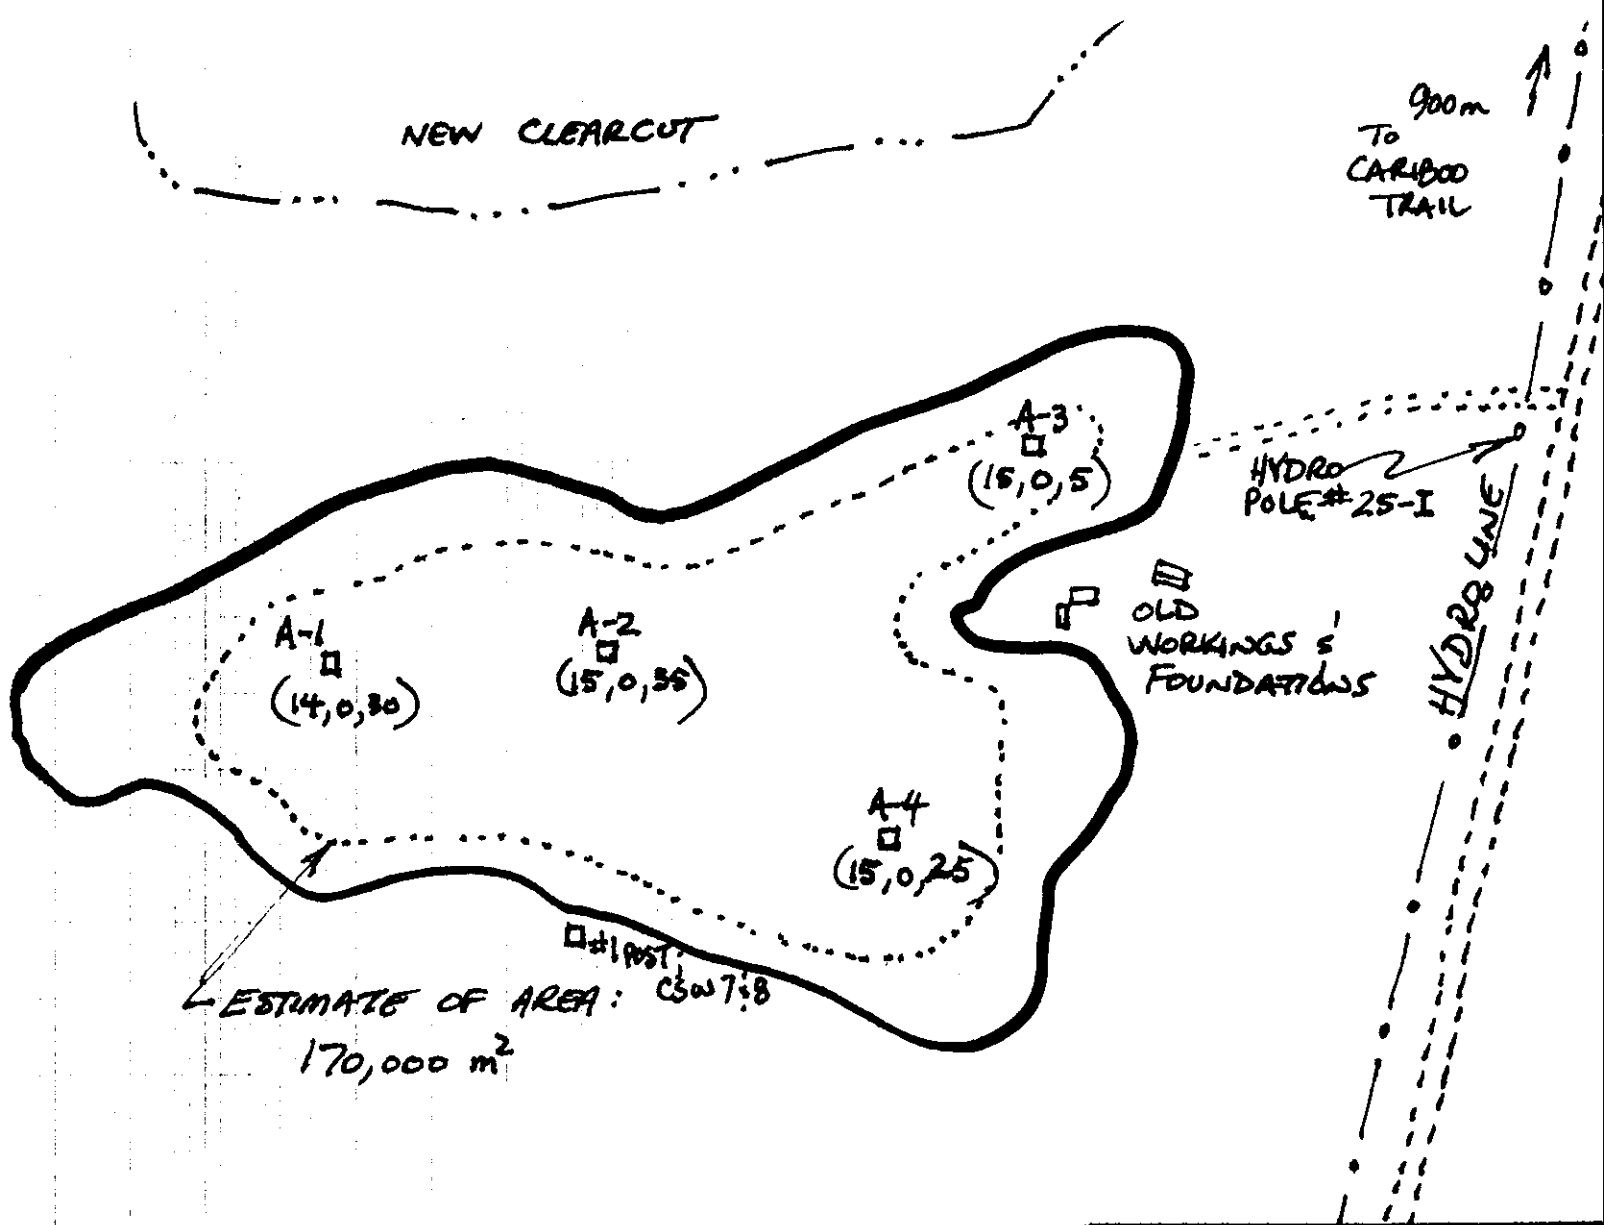 NEW CLEARCUT
900m
TO
CARIBOO
TRAIL
A-3
(15,0,5)
HYDRO
POLE #25-I
HYDRO LINE
OLD
WORKINGS &
FOUNDATIONS
A-1
(14,0,30)
A-2
(15,0,35)
A-4
(15,0,25)
#1 POST
7 & 8
ESTIMATE OF AREA:
170,000 m²